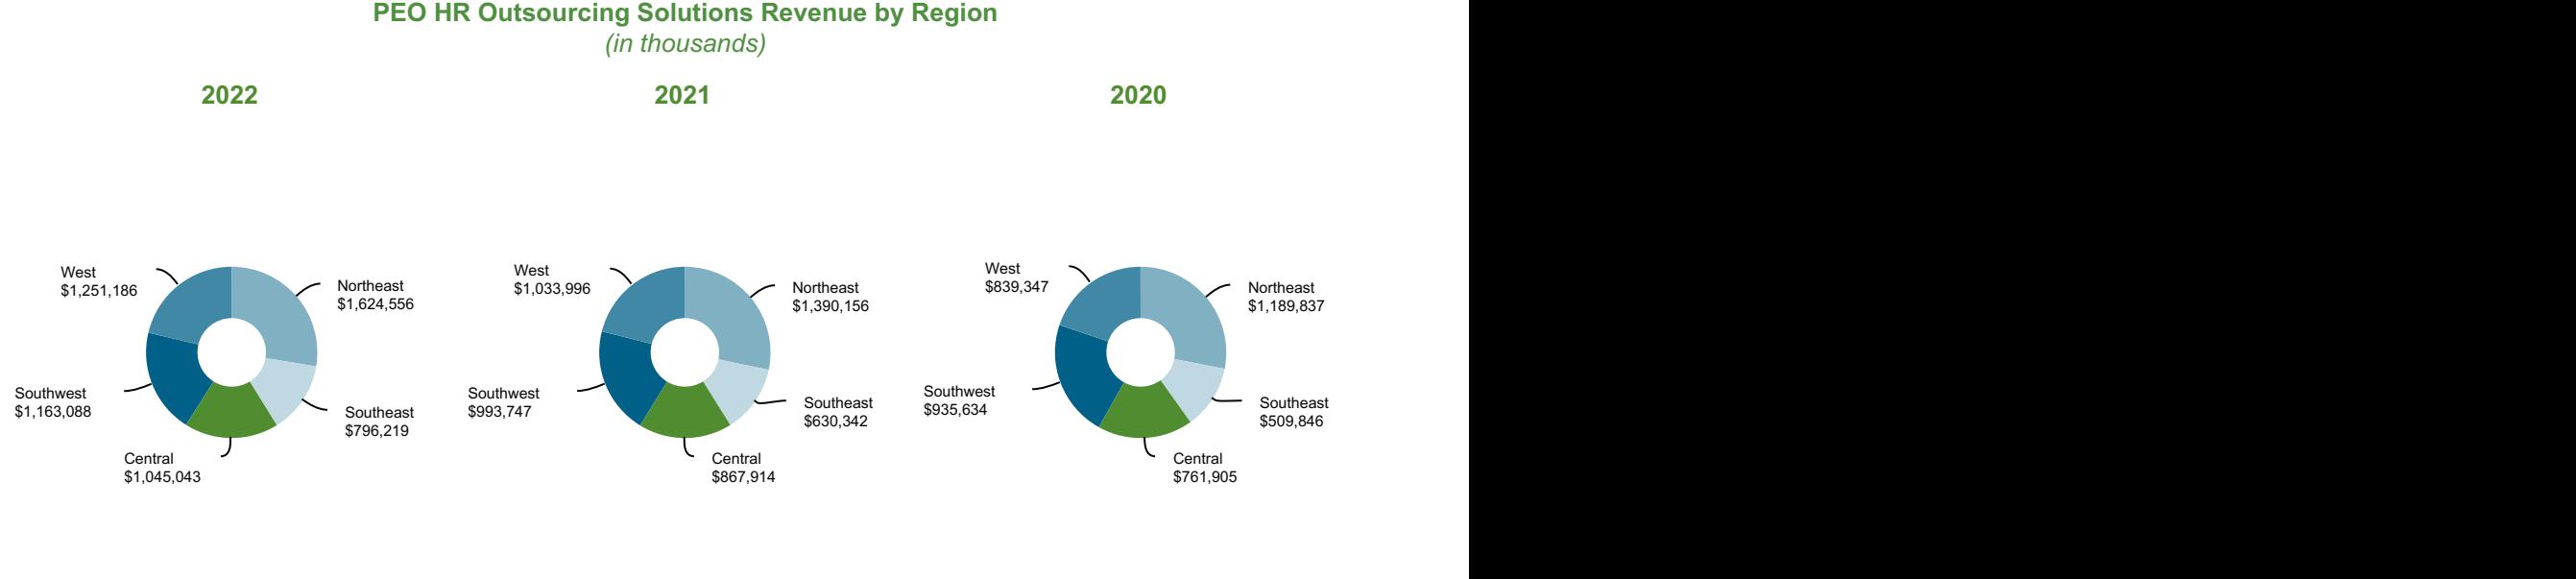 PEO HR Outsourcing Solutions Revenue by Region
(in thousands)
2022
West
$1,251,186
Northeast
$1,624,556
Southwest
$1,163,088
Southeast
$796,219
Central
$1,045,043
2021
West
$1,033,996
Northeast
$1,390,156
Southwest
$993,747
Southeast
$630,342
Central
$867,914
2020
West
$839,347
Northeast
$1,189,837
Southwest
$935,634
Southeast
$509,846
Central
$761,905